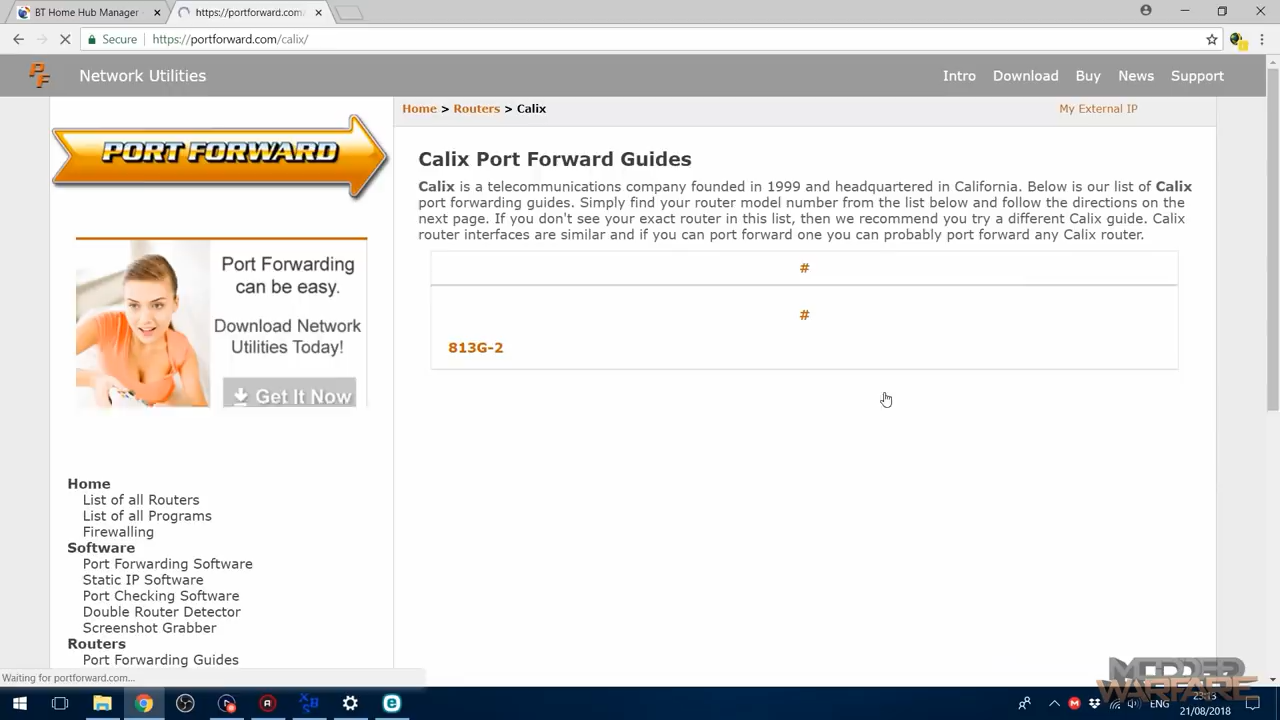 BT Home Hub Manager -
https://portforward.com
Secure
https://portforward.com/calix/
PF
Network Utilities
Intro
Download
Buy
News
Support
PORT FORWARD
Home > Routers > Calix
My External IP
Calix Port Forward Guides
Calix is a telecommunications company founded in 1999 and headquartered in California. Below is our list of Calix
port forwarding guides. Simply find your router model number from the list below and follow the directions on the
next page. If you don't see your exact router in this list, then we recommend you try a different Calix guide. Calix
router interfaces are similar and if you can port forward one you can probably port forward any Calix router.
#
#
813G-2
Port Forwarding
can be easy.
Download Network
Utilities Today!
Get It Now
Home
List of all Routers
List of all Programs
Firewalling
Software
Port Forwarding Software
Static IP Software
Port Checking Software
Double Router Detector
Screenshot Grabber
Routers
Port Forwarding Guides
Waiting for portforward.com...
MODDED
WARFARE
ENG
23:13
21/08/2018